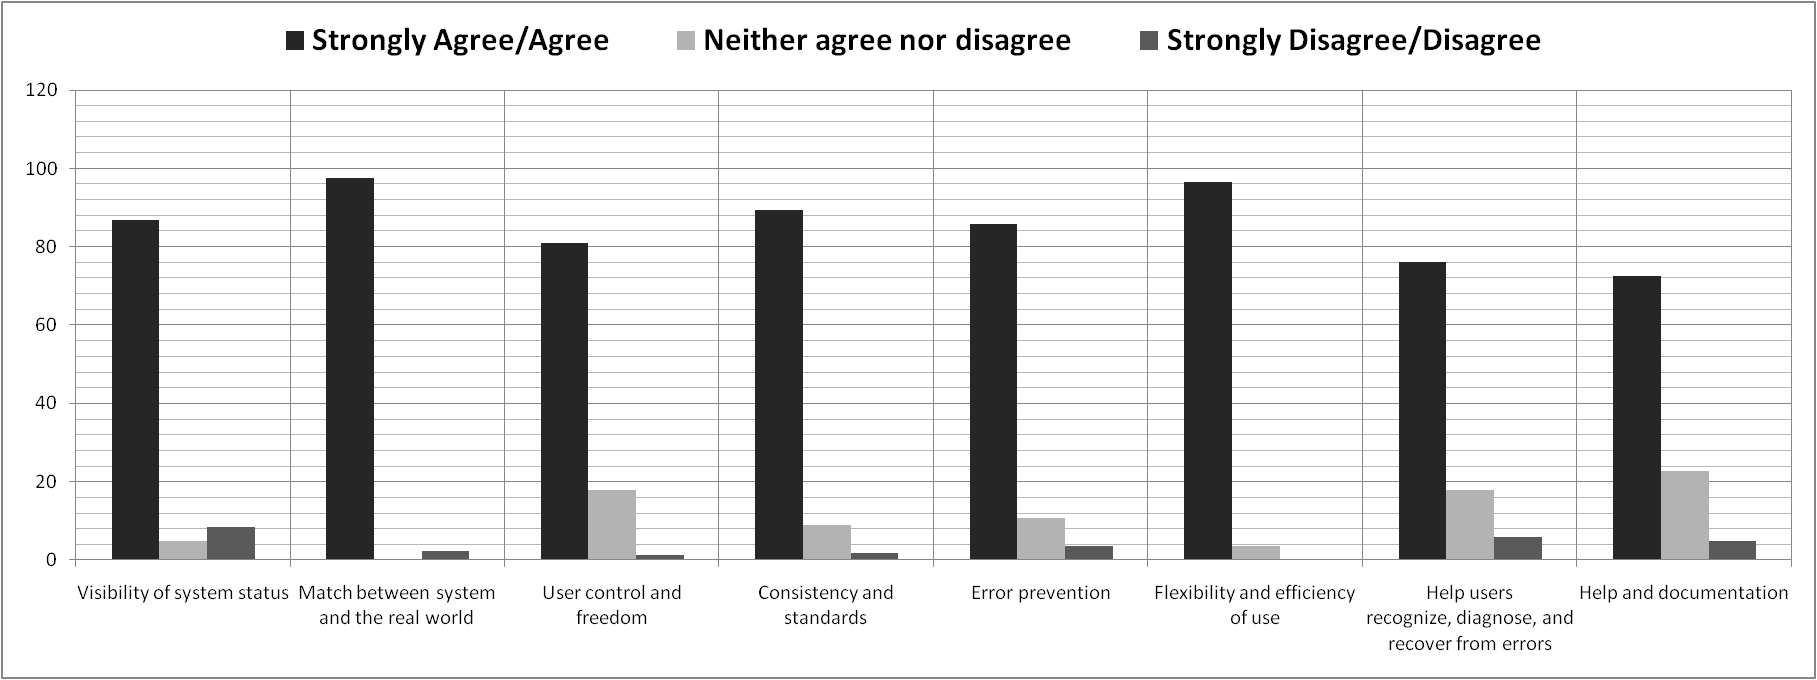 Strongly Agree/Agree Neither agree nor disagree Strongly Disagree/Disagree
120
100
80
60
40
20
0
Visibility of system status
Match between system
and the real world
User control and
freedom
Consistency and
standards
Error prevention
Flexibility and efficiency
of use
Help users
recognize, diagnose, and
recover from errors
Help and documentation